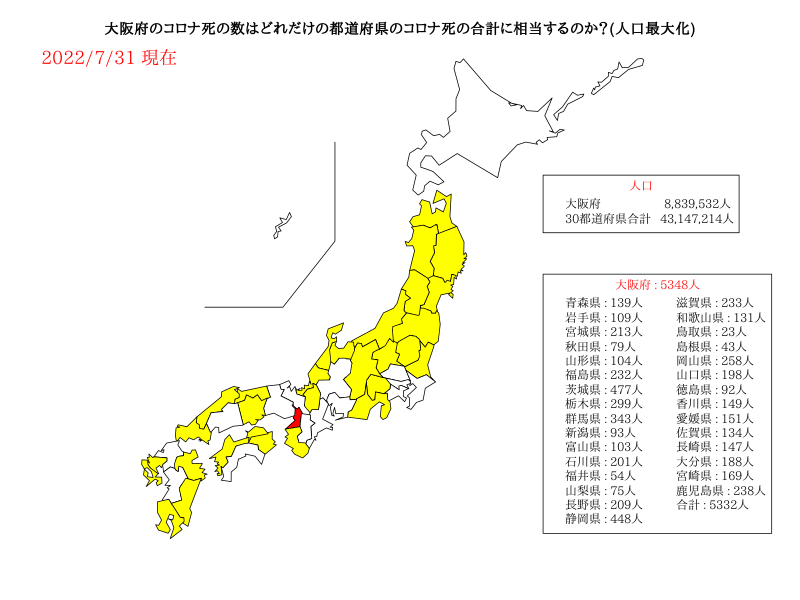 大阪府のコロナ死の数はどれだけの都道府県のコロナ死の合計に相当するのか?(人口最大化)
2022/7/31 現在
人口
大阪府 8,839,532人
30都道府県合計 43,147,214人
大阪府 : 5348人
青森県 : 139人 滋賀県 : 233人
岩手県 : 109人 和歌山県 : 131人
宮城県 : 213人 鳥取県 : 23人
秋田県 : 79人 島根県 : 43人
山形県 : 104人 岡山県 : 258人
福島県 : 232人 山口県 : 198人
茨城県 : 477人 徳島県 : 92人
栃木県 : 299人 香川県 : 149人
群馬県 : 343人 愛媛県 : 151人
新潟県 : 93人 佐賀県 : 134人
富山県 : 103人 長崎県 : 147人
石川県 : 201人 大分県 : 188人
福井県 : 54人 宮崎県 : 169人
山梨県 : 75人 鹿児島県 : 238人
長野県 : 209人 合計 : 5332人
静岡県 : 448人